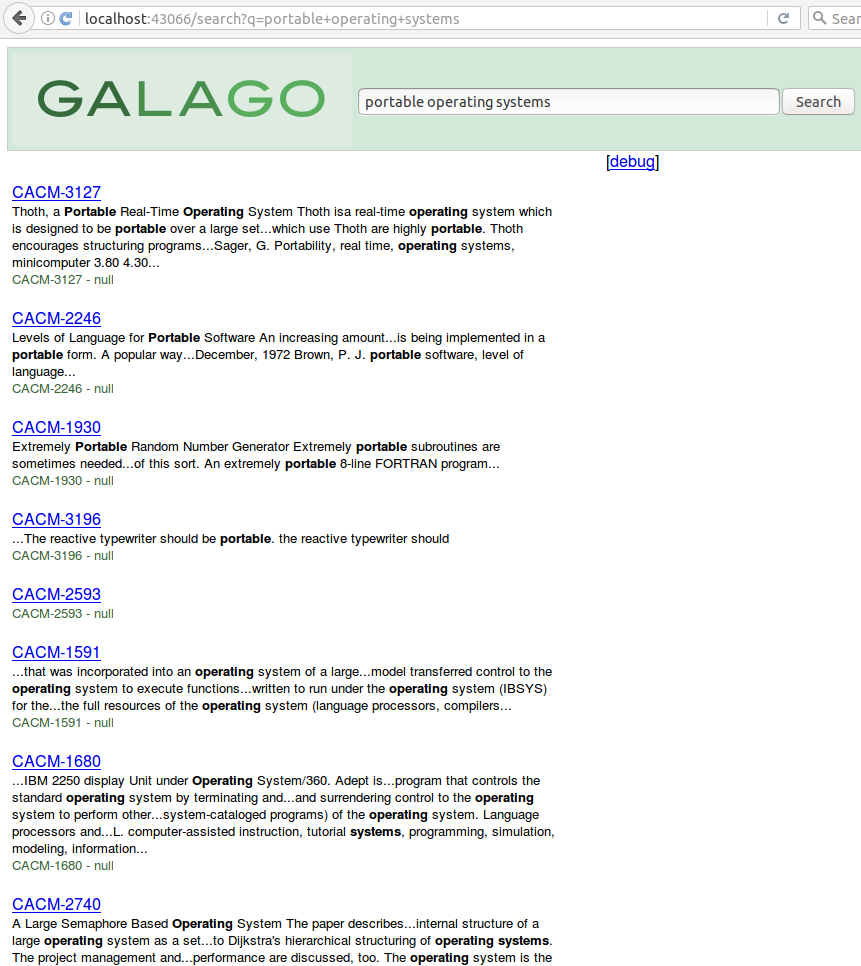 localhost:43066/search?q=portable+operating+systems
Sear
GALAGO
portable operating systems
Search
[debug]
CACM-3127
Thoth, a Portable Real-Time Operating System Thoth isa real-time operating system which
is designed to be portable over a large set...which use Thoth are highly portable. Thoth
encourages structuring programs...Sager, G. Portability, real time, operating systems,
minicomputer 3.80 4.30...
CACM-3127 - null
CACM-2246
Levels of Language for Portable Software An increasing amount...is being implemented in a
portable form. A popular way...December, 1972 Brown, P. J. portable software, level of
language...
CACM-2246 - null
CACM-1930
Extremely Portable Random Number Generator Extremely portable subroutines are
sometimes needed...of this sort. An extremely portable 8-line FORTRAN program...
CACM-1930 - null
CACM-3196
...The reactive typewriter should be portable. the reactive typewriter should
CACM-3196 - null
CACM-2593
CACM-2593 - null
CACM-1591
...that was incorporated into an operating system of a large...model transferred control to the
operating system to execute functions...written to run under the operating system (IBSYS)
for the...the full resources of the operating system (language processors, compilers...
CACM-1591 - null
CACM-1680
...IBM 2250 display Unit under Operating System/360. Adept is...program that controls the
standard operating system by terminating and...and surrendering control to the operating
system to perform other...system-cataloged programs) of the operating system. Language
processors and...L. computer-assisted instruction, tutorial systems, programming, simulation,
modeling, information...
CACM-1680 - null
CACM-2740
A Large Semaphore Based Operating System The paper describes...internal structure of a
large operating system as a set...to Dijkstra's hierarchical structuring of operating systems.
The project management and...performance are discussed, too. The operating system is the